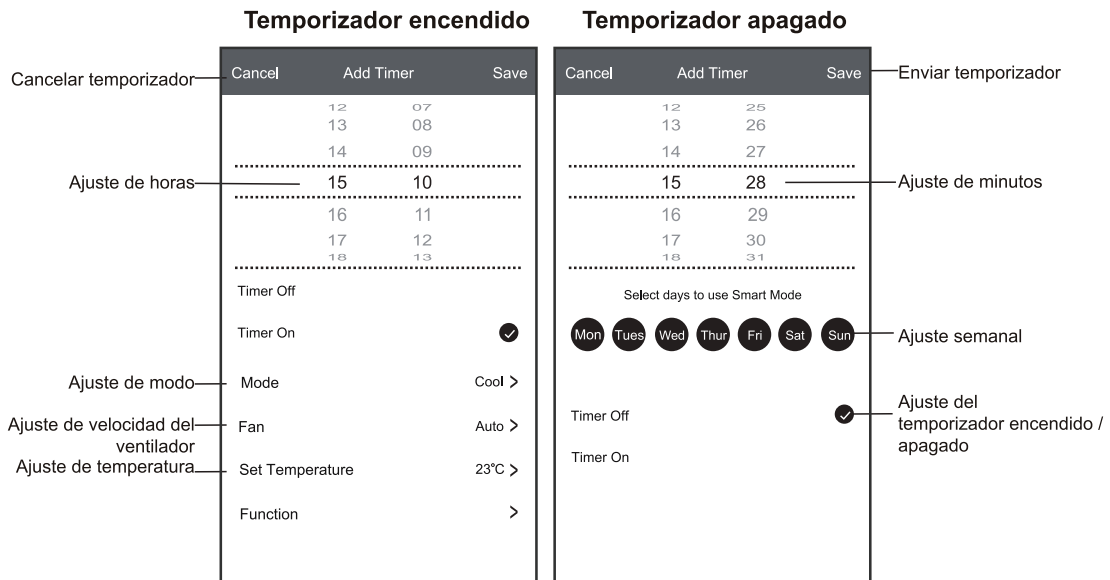 Temporizador encendido
Temporizador apagado
Cancelar temporizador
Cancel Add Timer Save
12 07
13 08
14 09
Ajuste de horas
15 10
16 11
17 12
18 13
Timer Off
Timer On
Ajuste de modo
Mode Cool >
Ajuste de velocidad del
ventilador
Fan Auto >
Ajuste de temperatura
Set Temperature 23°C >
Function >
Cancel Add Timer Save
Enviar temporizador
12 25
13 26
14 27
15 28
Ajuste de minutos
16 29
17 30
18 31
Select days to use Smart Mode
Mon Tues Wed Thur Fri Sat Sun
Ajuste semanal
Timer Off
Ajuste del
temporizador encendido /
apagado
Timer On